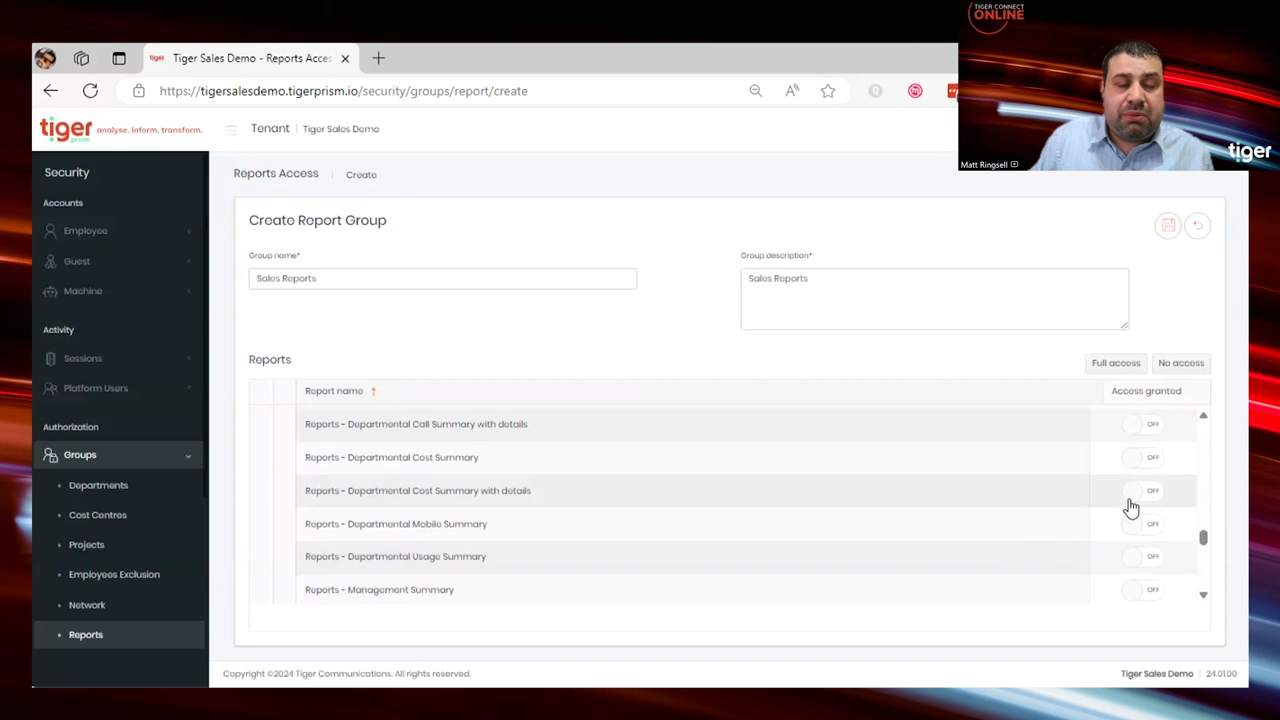 TIGER CONNECT
ONLINE
tiger
Tiger Sales Demo - Reports Acces
https://tigersalesdemo.tigerprism.io/security/groups/report/create
Matt Ringsell
tiger
tiger analyse. inform. transform.
prism
Tenant
Tiger Sales Demo
Security
Reports Access
Create
Accounts
Employee
Guest
Machine
Activity
Sessions
Platform Users
Authorization
Groups
Departments
Cost Centres
Projects
Employees Exclusion
Network
Reports
Create Report Group
Group name*
Group description*
Sales Reports
Sales Reports
Reports
Full access
No access
Report name
Access granted
Reports - Departmental Call Summary with details
OFF
Reports - Departmental Cost Summary
OFF
Reports - Departmental Cost Summary with details
OFF
Reports - Departmental Mobile Summary
OFF
Reports - Departmental Usage Summary
OFF
Reports - Management Summary
OFF
Copyright ©2024 Tiger Communications. All rights reserved.
Tiger Sales Demo
24.01.00